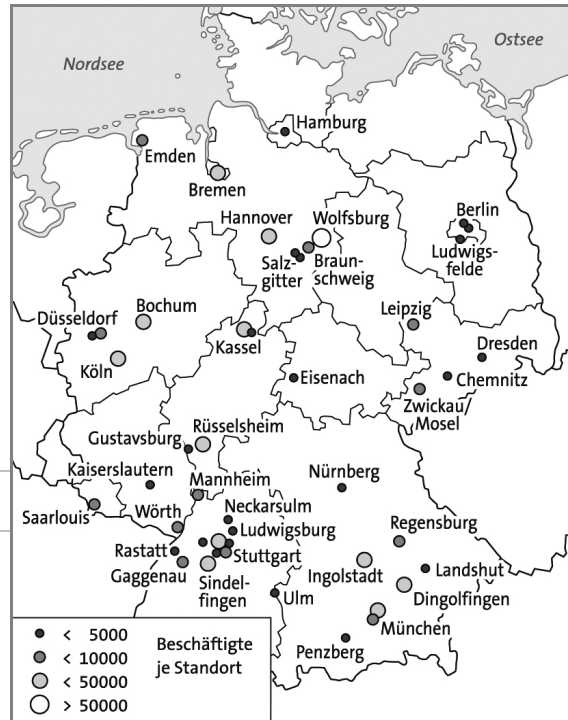 Nordsee
Ostsee
Hamburg
Emden
Bremen
Hannover
Wolfsburg
Berlin
Salz-
gitter
Braun-
schweig
Ludwigs-
felde
Düsseldorf
Bochum
Leipzig
Kassel
Dresden
Köln
Eisenach
Chemnitz
Zwickau/
Mosel
Rüsselsheim
Gustavsburg
Kaiserslautern
Mannheim
Nürnberg
Saarlouis
Wörth
Neckarsulm
Ludwigsburg
Regensburg
Rastatt
Stuttgart
Gaggenau
Sindel-
fingen
Ingolstadt
Landshut
Dingolfingen
Ulm
München
Penzberg
< 5000
< 10000
< 50000
> 50000
Beschäftigte
je Standort